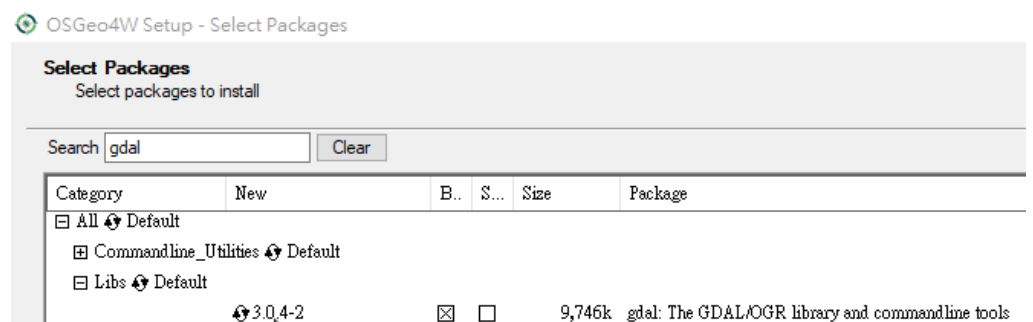 OSGeo4W Setup - Select Packages
Select Packages
Select packages to install
Search gdal Clear
Category New B.. S... Size Package
All Default
Commandline_Utilities Default
Libs Default
3.0.4-2 9,746k gdal: The GDAL/OGR library and commandline tools